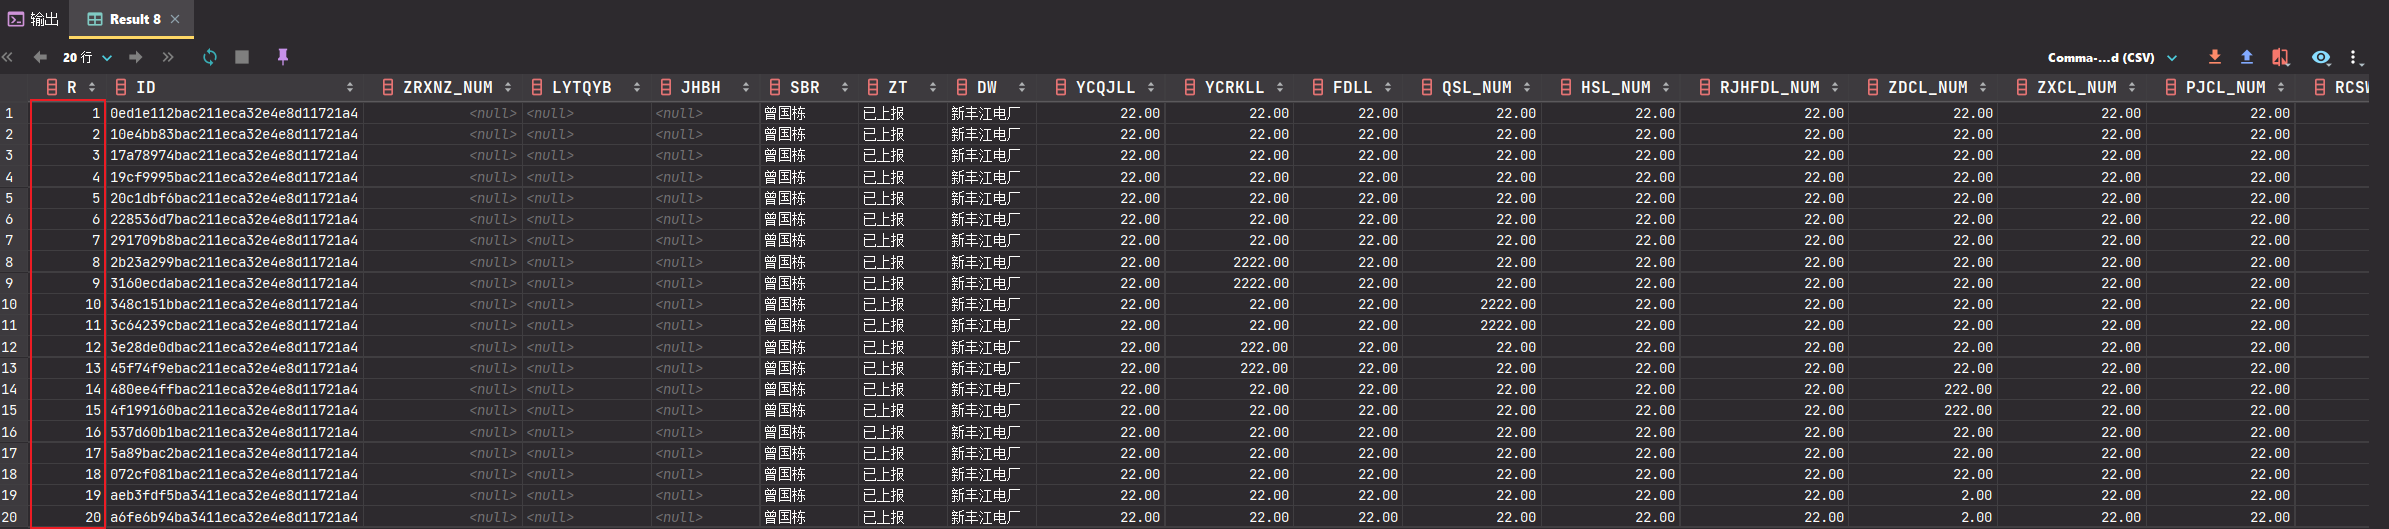 输出 Result 8
20 行 Comma-...d (CSV)
R ID ZRXNZ_NUM LYTQYB JHBH SBR ZT DW YCQJLL YCRKLL FDLL QSL_NUM HSL_NUM RJHFDL_NUM ZDCL_NUM ZXCL_NUM PJCL_NUM RCSW
1 1 0ed1e112bac211eca32e4e8d11721a4 <null> <null> <null> 曾国栋 已上报 新丰江电厂 22.00 22.00 22.00 22.00 22.00 22.00 22.00 22.00 22.00
2 2 10e4bb83bac211eca32e4e8d11721a4 <null> <null> <null> 曾国栋 已上报 新丰江电厂 22.00 22.00 22.00 22.00 22.00 22.00 22.00 22.00 22.00
3 3 17a78974bac211eca32e4e8d11721a4 <null> <null> <null> 曾国栋 已上报 新丰江电厂 22.00 22.00 22.00 22.00 22.00 22.00 22.00 22.00 22.00
4 4 19cf9995bac211eca32e4e8d11721a4 <null> <null> <null> 曾国栋 已上报 新丰江电厂 22.00 22.00 22.00 22.00 22.00 22.00 22.00 22.00 22.00
5 5 20c1dbf6bac211eca32e4e8d11721a4 <null> <null> <null> 曾国栋 已上报 新丰江电厂 22.00 22.00 22.00 22.00 22.00 22.00 22.00 22.00 22.00
6 6 228536d7bac211eca32e4e8d11721a4 <null> <null> <null> 曾国栋 已上报 新丰江电厂 22.00 22.00 22.00 22.00 22.00 22.00 22.00 22.00 22.00
7 7 291709b8bac211eca32e4e8d11721a4 <null> <null> <null> 曾国栋 已上报 新丰江电厂 22.00 22.00 22.00 22.00 22.00 22.00 22.00 22.00 22.00
8 8 2b23a299bac211eca32e4e8d11721a4 <null> <null> <null> 曾国栋 已上报 新丰江电厂 22.00 2222.00 22.00 22.00 22.00 22.00 22.00 22.00 22.00
9 9 3160ecdabac211eca32e4e8d11721a4 <null> <null> <null> 曾国栋 已上报 新丰江电厂 22.00 2222.00 22.00 22.00 22.00 22.00 22.00 22.00 22.00
10 10 348c151bbac211eca32e4e8d11721a4 <null> <null> <null> 曾国栋 已上报 新丰江电厂 22.00 22.00 22.00 2222.00 22.00 22.00 22.00 22.00 22.00
11 11 3c64239cbac211eca32e4e8d11721a4 <null> <null> <null> 曾国栋 已上报 新丰江电厂 22.00 22.00 22.00 2222.00 22.00 22.00 22.00 22.00 22.00
12 12 3e28de0dbac211eca32e4e8d11721a4 <null> <null> <null> 曾国栋 已上报 新丰江电厂 22.00 222.00 22.00 22.00 22.00 22.00 22.00 22.00 22.00
13 13 45f74f9ebac211eca32e4e8d11721a4 <null> <null> <null> 曾国栋 已上报 新丰江电厂 22.00 222.00 22.00 22.00 22.00 22.00 22.00 22.00 22.00
14 14 480ee4ffbac211eca32e4e8d11721a4 <null> <null> <null> 曾国栋 已上报 新丰江电厂 22.00 22.00 22.00 22.00 22.00 22.00 222.00 22.00 22.00
15 15 4f199160bac211eca32e4e8d11721a4 <null> <null> <null> 曾国栋 已上报 新丰江电厂 22.00 22.00 22.00 22.00 22.00 22.00 222.00 22.00 22.00
16 16 537d60b1bac211eca32e4e8d11721a4 <null> <null> <null> 曾国栋 已上报 新丰江电厂 22.00 22.00 22.00 22.00 22.00 22.00 22.00 22.00 22.00
17 17 5a89bac2bac211eca32e4e8d11721a4 <null> <null> <null> 曾国栋 已上报 新丰江电厂 22.00 22.00 22.00 22.00 22.00 22.00 22.00 22.00 22.00
18 18 072cf081bac211eca32e4e8d11721a4 <null> <null> <null> 曾国栋 已上报 新丰江电厂 22.00 22.00 22.00 22.00 22.00 22.00 22.00 22.00 22.00
19 19 aeb3fdf5ba3411eca32e4e8d11721a4 <null> <null> <null> 曾国栋 已上报 新丰江电厂 22.00 22.00 22.00 22.00 22.00 22.00 2.00 22.00 22.00
20 20 a6fe6b94ba3411eca32e4e8d11721a4 <null> <null> <null> 曾国栋 已上报 新丰江电厂 22.00 22.00 22.00 22.00 22.00 22.00 2.00 22.00 22.00